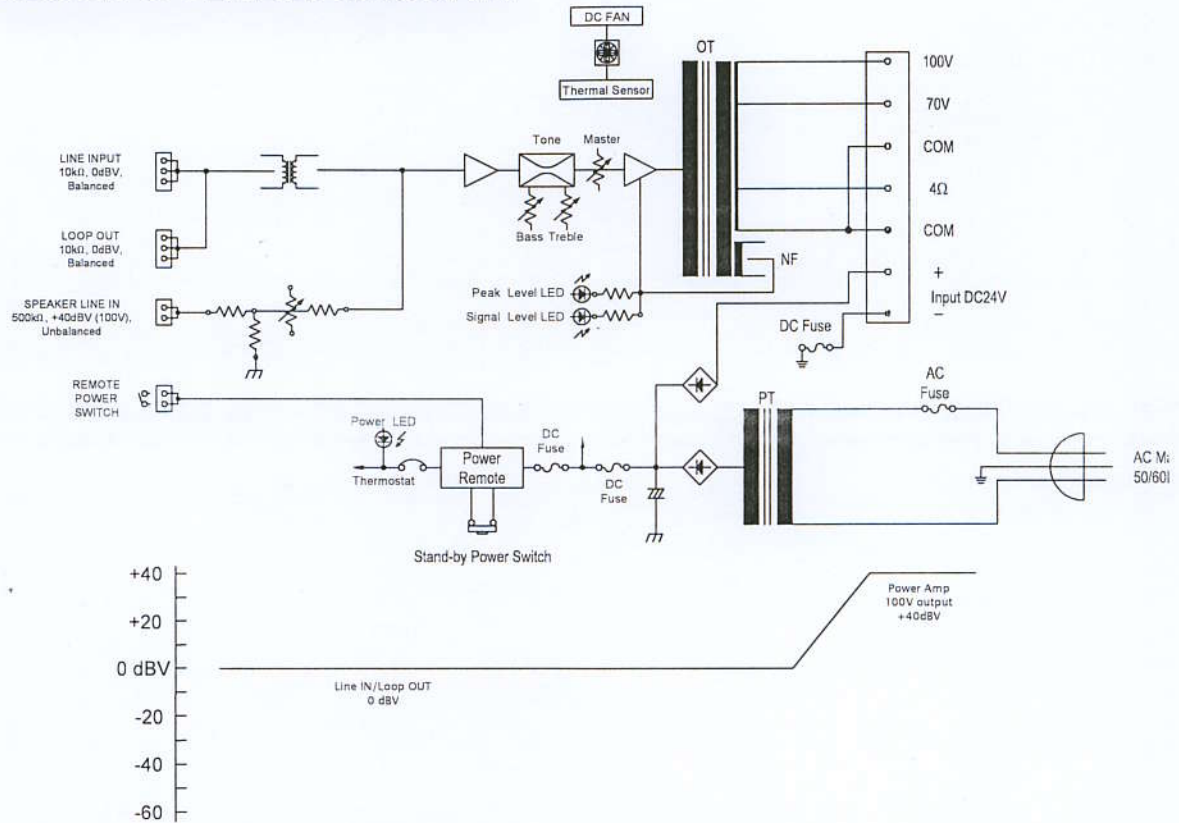 DC FAN
Thermal Sensor
OT
100V
70V
COM
4Ω
COM
+
Input DC24V
−
NF
LINE INPUT
10kΩ, 0dBV,
Balanced
LOOP OUT
10kΩ, 0dBV,
Balanced
SPEAKER LINE IN
500kΩ, +40dBV (100V),
Unbalanced
REMOTE
POWER
SWITCH
Tone
Master
Bass Treble
Peak Level LED
Signal Level LED
DC Fuse
AC
Fuse
PT
Power LED
Thermostat
Power
Remote
DC
Fuse
DC
Fuse
Stand-by Power Switch
AC
50/60
+40
+20
0 dBV
-20
-40
-60
Line IN/Loop OUT
0 dBV
Power Amp
100V output
+40dBV